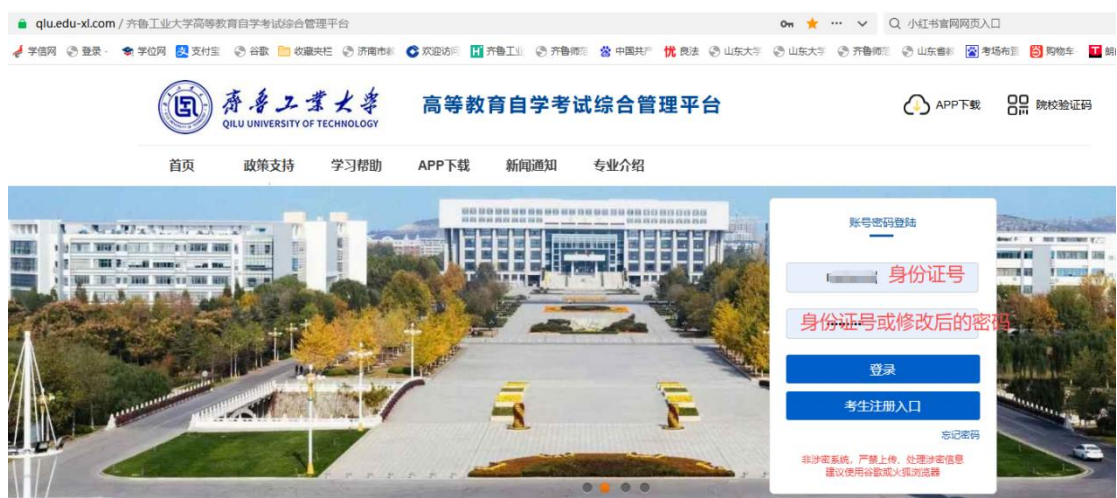 qlu.edu-xl.com / 齐鲁工业大学高等教育自学考试综合管理平台
小红书官网网页入口
学信网 登录 - 学位网 支付宝 谷歌 收藏夹栏 济南市 欢迎访问 齐鲁工业 齐鲁师范 中国共产 良法 山东大学 山东大学 齐鲁师范 山东省 考场布置 购物车
齐鲁工业大学 高等教育自学考试综合管理平台 APP下载 院校验证码
QILU UNIVERSITY OF TECHNOLOGY
首页 政策支持 学习帮助 APP下载 新闻通知 专业介绍
账号密码登陆
身份证号
身份证号或修改后的密码
登录
考生注册入口
忘记密码
非涉密系统，严禁上传、处理涉密信息
建议使用谷歌或火狐浏览器